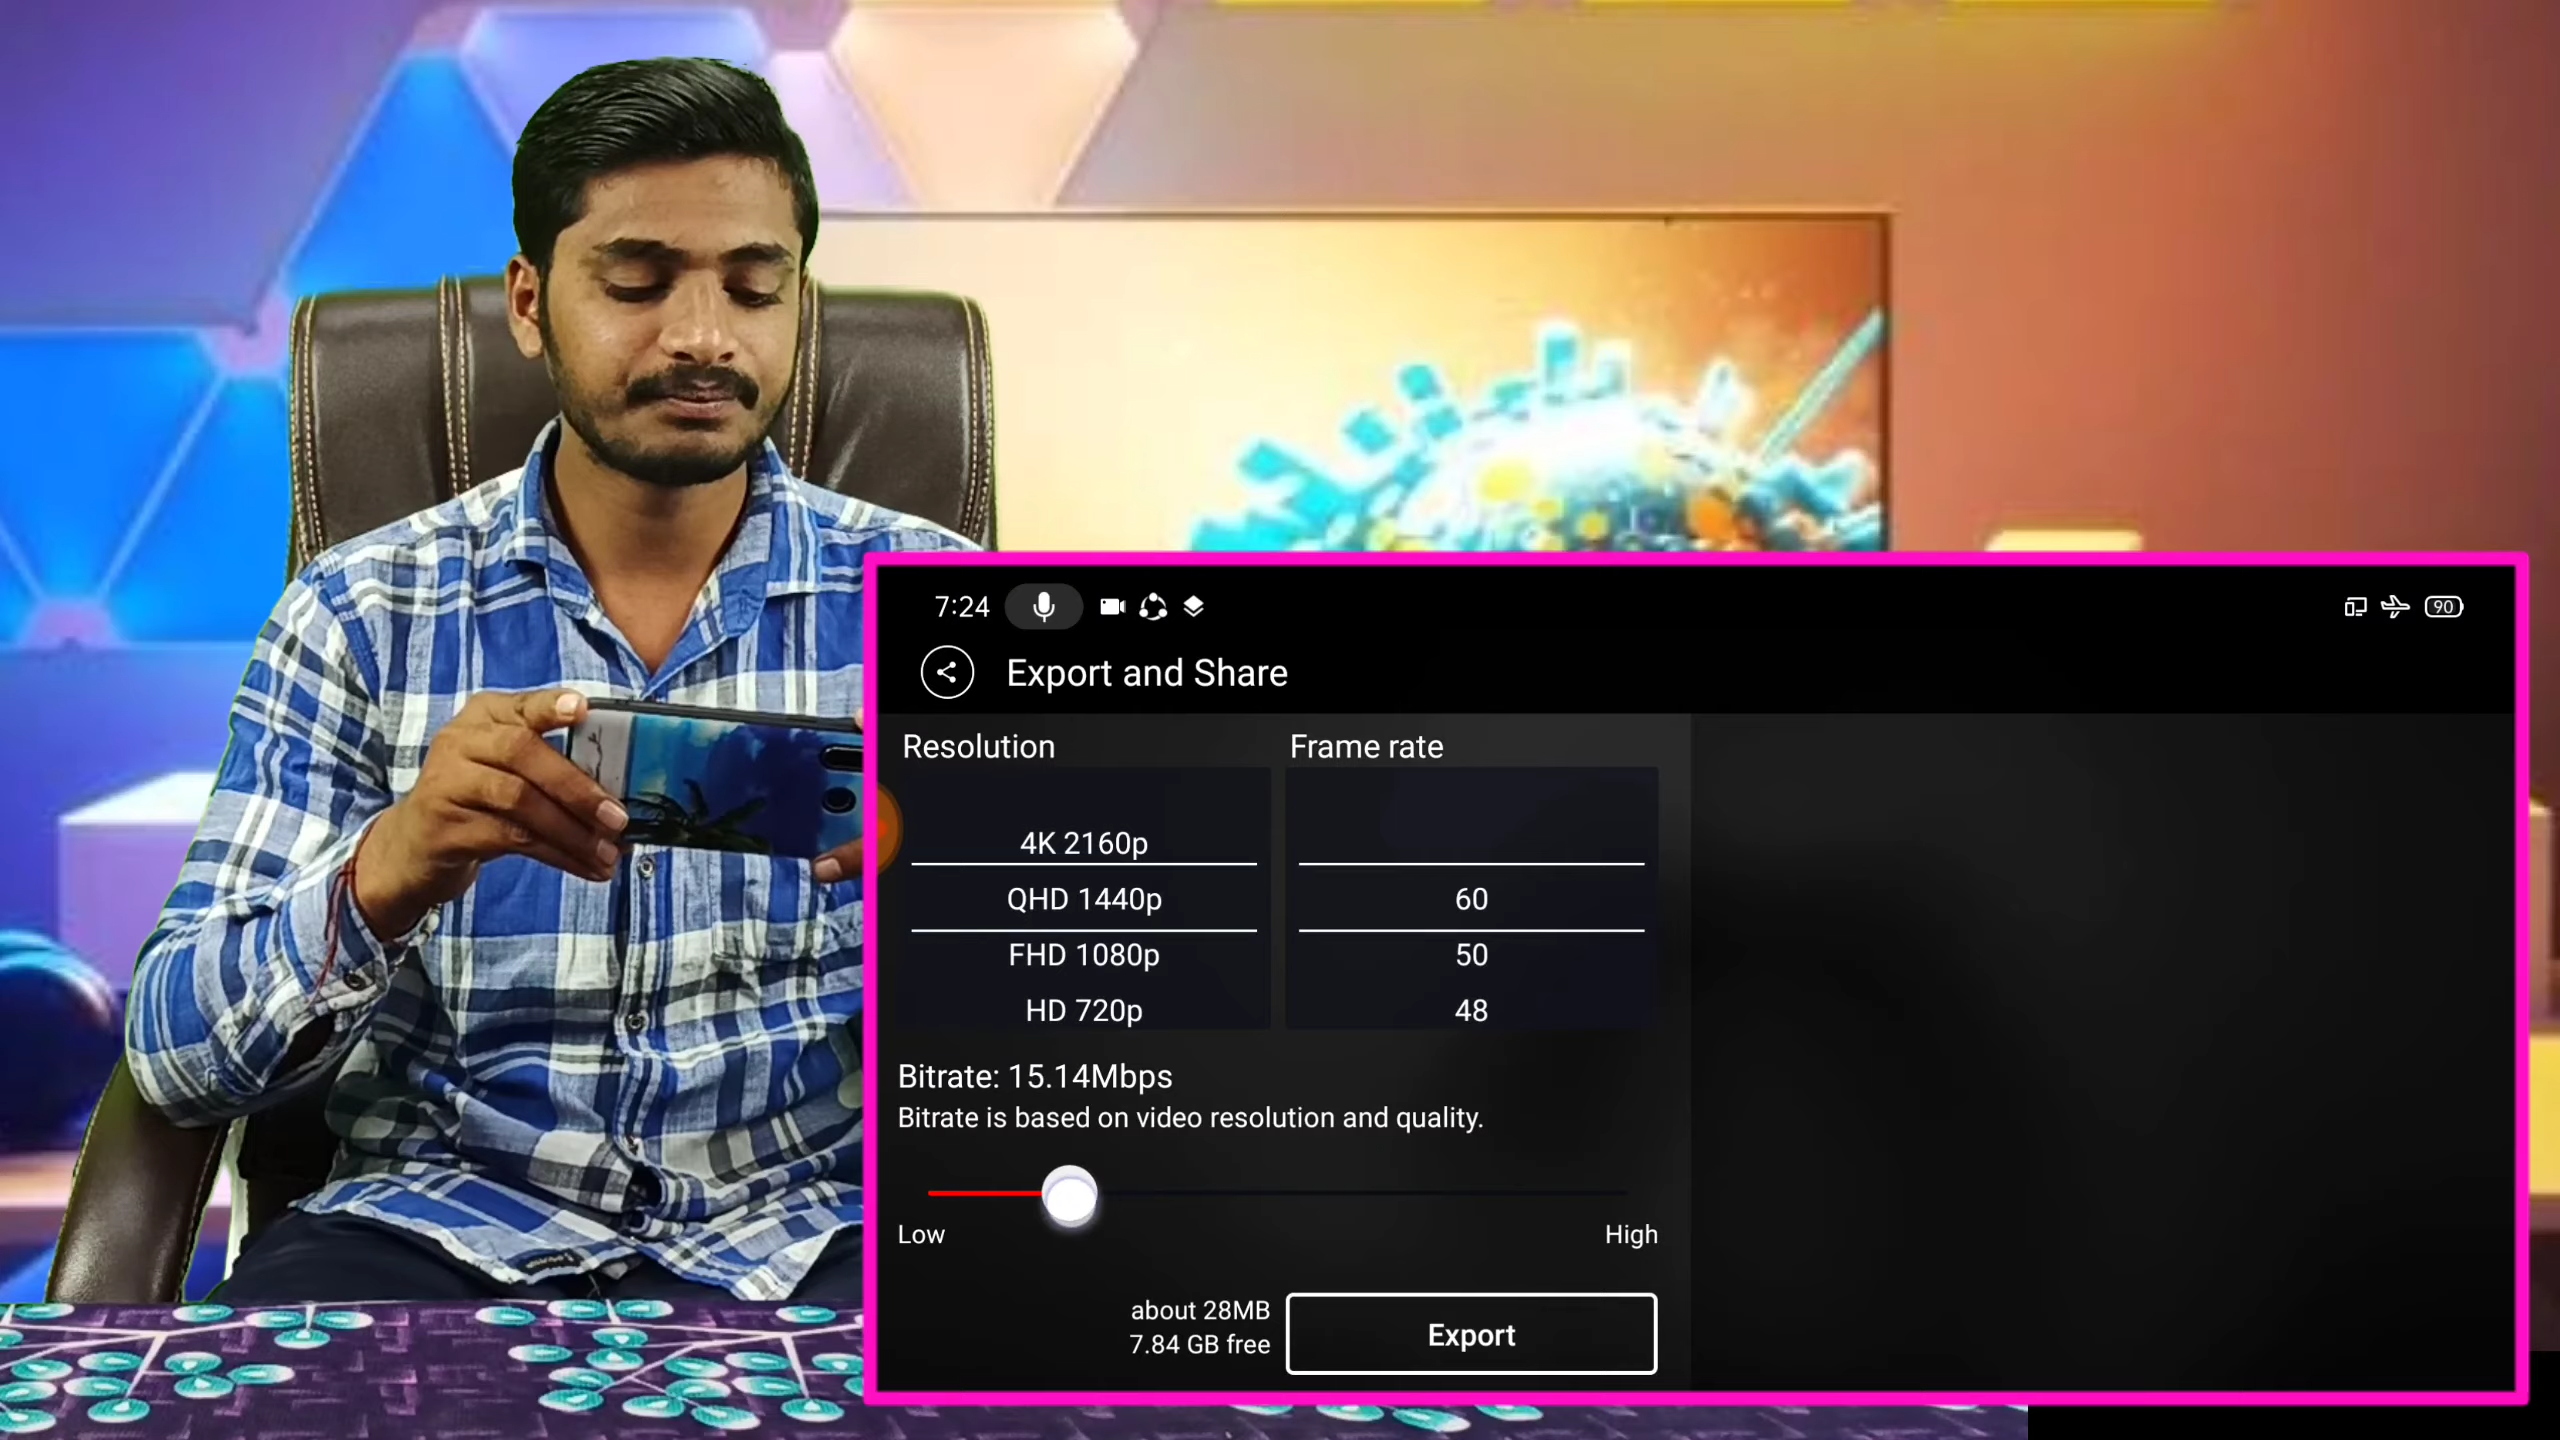 7:24
90
Export and Share
Resolution
Frame rate
4K 2160p
QHD 1440p
60
FHD 1080p
50
HD 720p
48
Bitrate: 15.14Mbps
Bitrate is based on video resolution and quality.
Low
High
about 28MB
7.84 GB free
Export